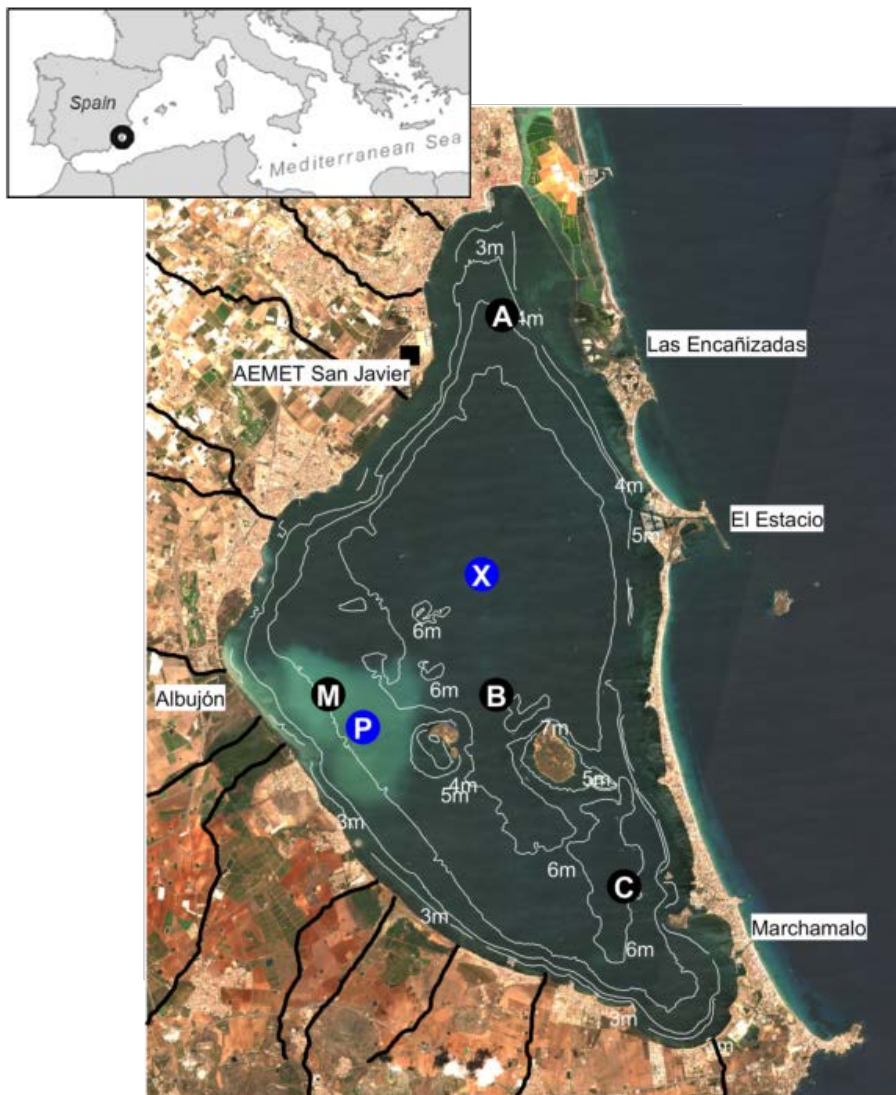 Spain
Mediterranean Sea
3m
A
4m
Las Encañizadas
AEMET San Javier
4m
El Estacio
5m
X
6m
6m
Albujón
M
B
P
7m
4m
5m
5m
3m
6m
C
3m
6m
Marchamalo
3m